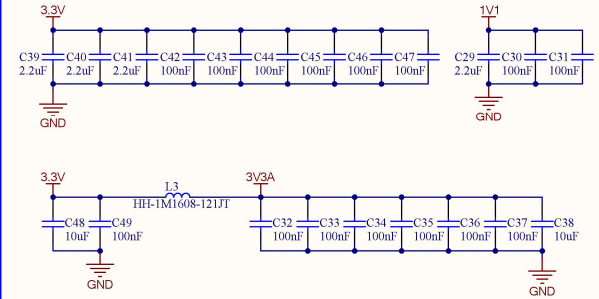 3.3V
1V1
C39 C40 C41 C42 C43 C44 C45 C46 C47
2.2uF 2.2uF 2.2uF 100nF 100nF 100nF 100nF 100nF 100nF
C29 C30 C31
2.2uF 100nF 100nF
GND
GND
3.3V
L3
3V3A
HH-1M1608-121JT
C48 C49
10uF 100nF
C32 C33 C34 C35 C36 C37 C38
100nF 100nF 100nF 100nF 100nF 100nF 10uF
GND
GND